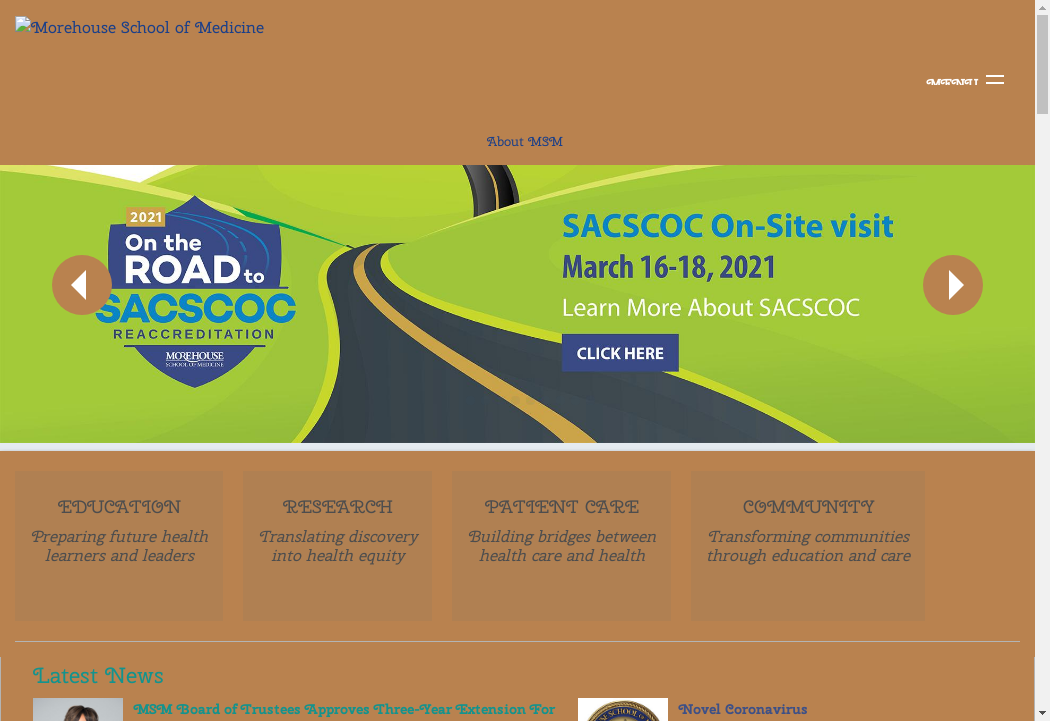 Morehouse School of Medicine
About MSM
2021
On the
ROAD to
SACSCOC
REACCREDITATION
MOREHOUSE
SCHOOL OF MEDICINE
SACSCOC On-Site visit
March 16-18, 2021
Learn More About SACSCOC
CLICK HERE
EDUCATION
Preparing future health
learners and leaders
RESEARCH
Translating discovery
into health equity
PATIENT CARE
Building bridges between
health care and health
COMMUNITY
Transforming communities
through education and care
Latest News
MSM Board of Trustees Approves Three-Year Extension For
Novel Coronavirus